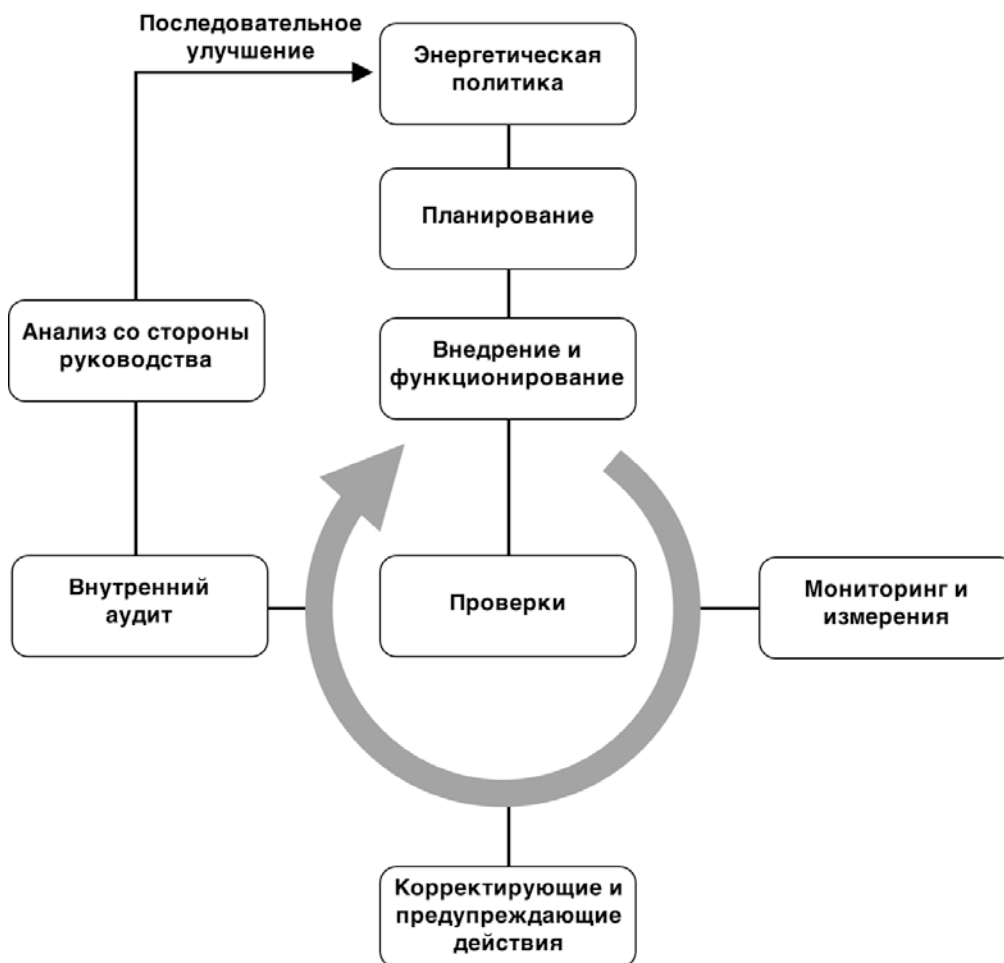 Последовательное
улучшение
Энергетическая
политика
Планирование
Анализ со стороны
руководства
Внедрение и
функционирование
Внутренний
аудит
Проверки
Мониторинг и
измерения
Корректирующие и
предупреждающие
действия